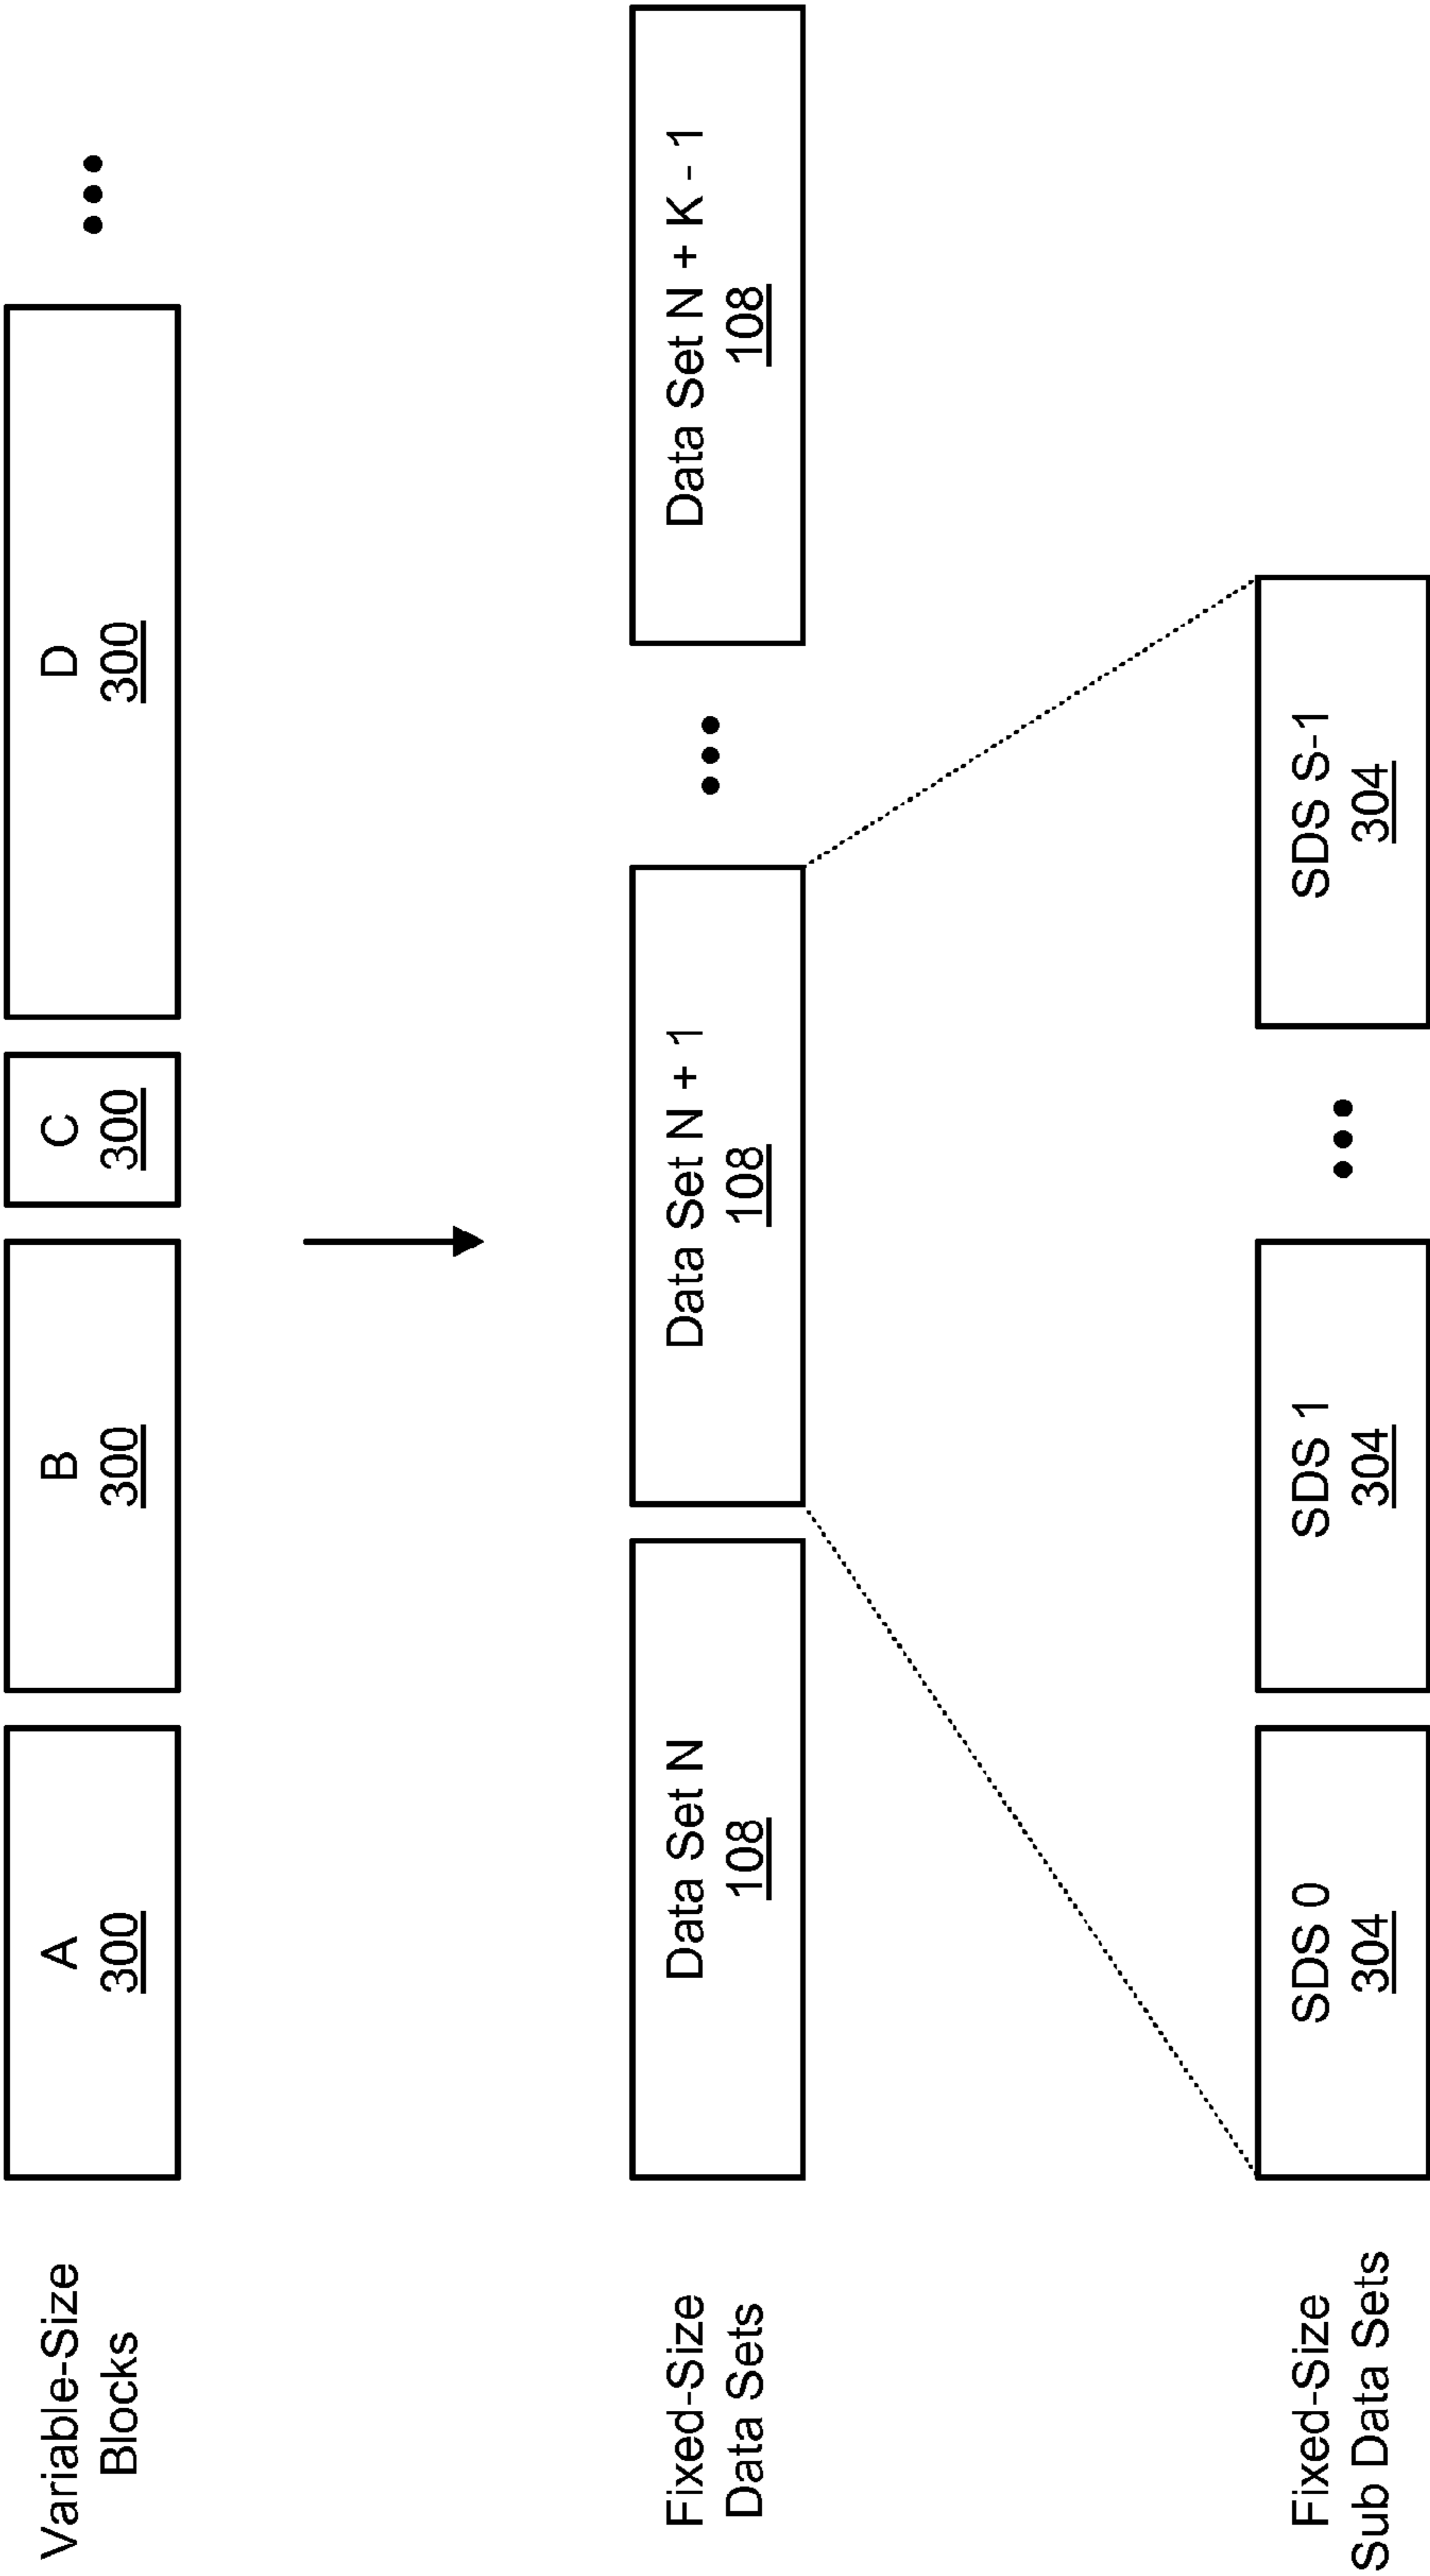 Variable-Size
Blocks
A
300
B
300
C
300
D
300
•••
Fixed-Size
Data Sets
Data Set N
108
Data Set N + 1
108
•••
Data Set N + K - 1
108
Fixed-Size
Sub Data Sets
SDS 0
304
SDS 1
304
•••
SDS S-1
304